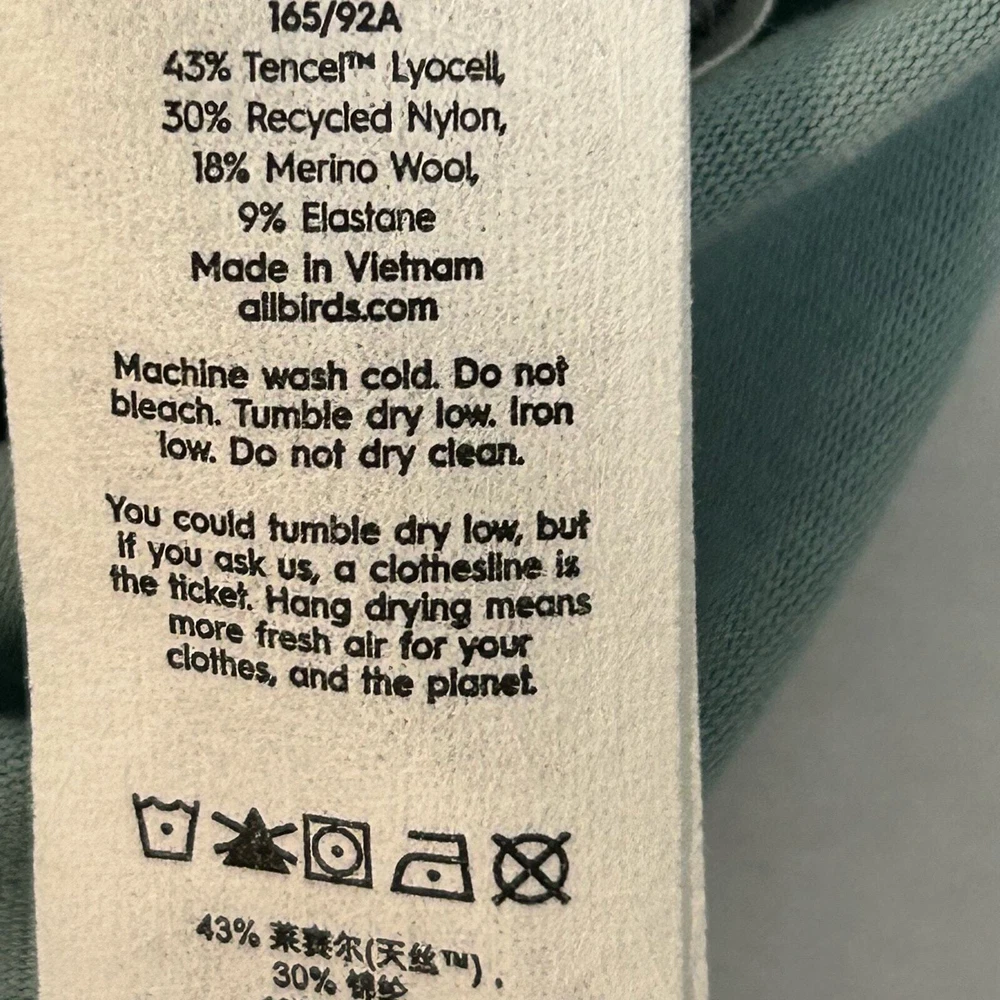 165/92A
43% Tencel™ Lyocell,
30% Recycled Nylon,
18% Merino Wool,
9% Elastane
Made in Vietnam
allbirds.com
Machine wash cold. Do not
bleach. Tumble dry low. Iron
low. Do not dry clean.
You could tumble dry low, but
if you ask us, a clothesline is
the ticket. Hang drying means
more fresh air for your
clothes, and the planet.
43% 莱赛尔(天丝™) ,
30% 锦纶